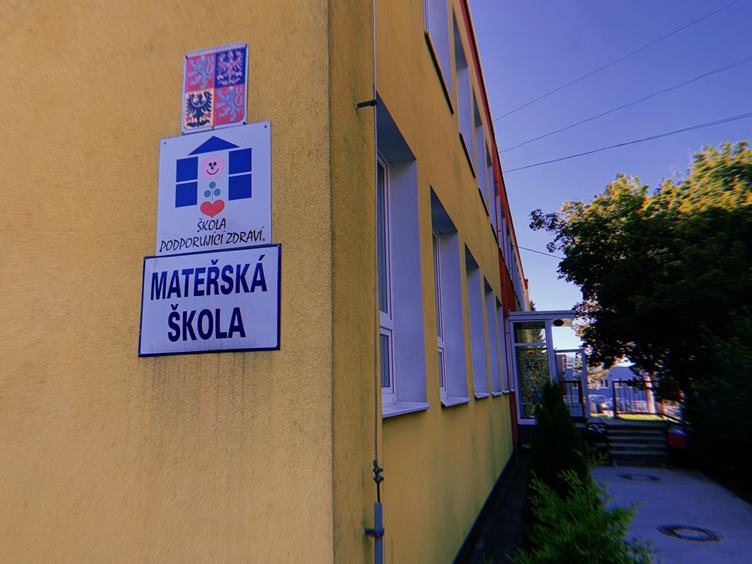 ŠKOLA
PODPORUJÍCÍ ZDRAVÍ
MATEŘSKÁ
ŠKOLA